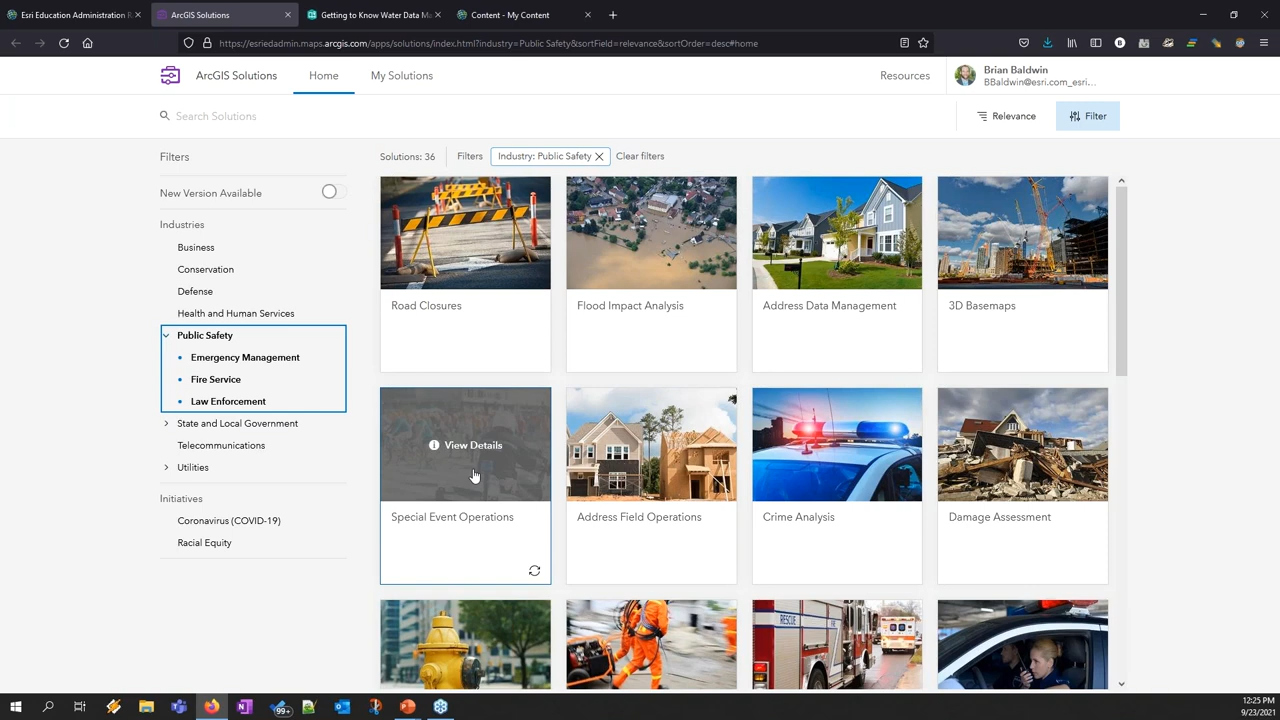 Esri Education Administration R
ArcGIS Solutions
Getting to Know Water Data Ma
Content - My Content
https://esriedadmin.maps.arcgis.com/apps/solutions/index.html?industry=Public Safety&sortField=relevance&sortOrder=desc#home
ArcGIS Solutions
Home
My Solutions
Resources
Brian Baldwin
BBaldwin@esri.com_esri...
Search Solutions
Relevance
Filter
Filters
Solutions: 36
Filters
Industry: Public Safety
Clear filters
New Version Available
Industries
Business
Conservation
Defense
Health and Human Services
Public Safety
Emergency Management
Fire Service
Law Enforcement
State and Local Government
Telecommunications
Utilities
Initiatives
Coronavirus (COVID-19)
Racial Equity
Road Closures
Flood Impact Analysis
Address Data Management
3D Basemaps
View Details
Special Event Operations
Address Field Operations
Crime Analysis
Damage Assessment
RESCUE
99+
12:25 PM
9/23/2021